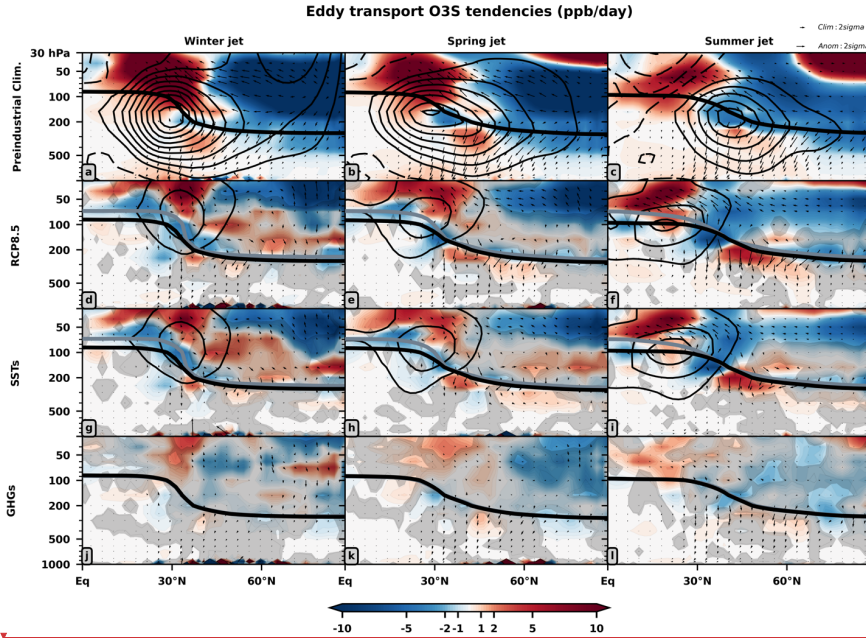 Eddy transport O3S tendencies (ppb/day)
Winter jet Spring jet Summer jet
Clim : 2sigma
Anom : 2sigma
Preindustrial Clim.
30 hPa
50
100
200
500
a b c
RCP8.5
50
100
200
500
d e f
SSTs
50
100
200
500
g h i
GHGs
50
100
200
500
1000
j k l
Eq 30°N 60°N Eq 30°N 60°N Eq 30°N 60°N
-10 -5 -2 -1 1 2 5 10